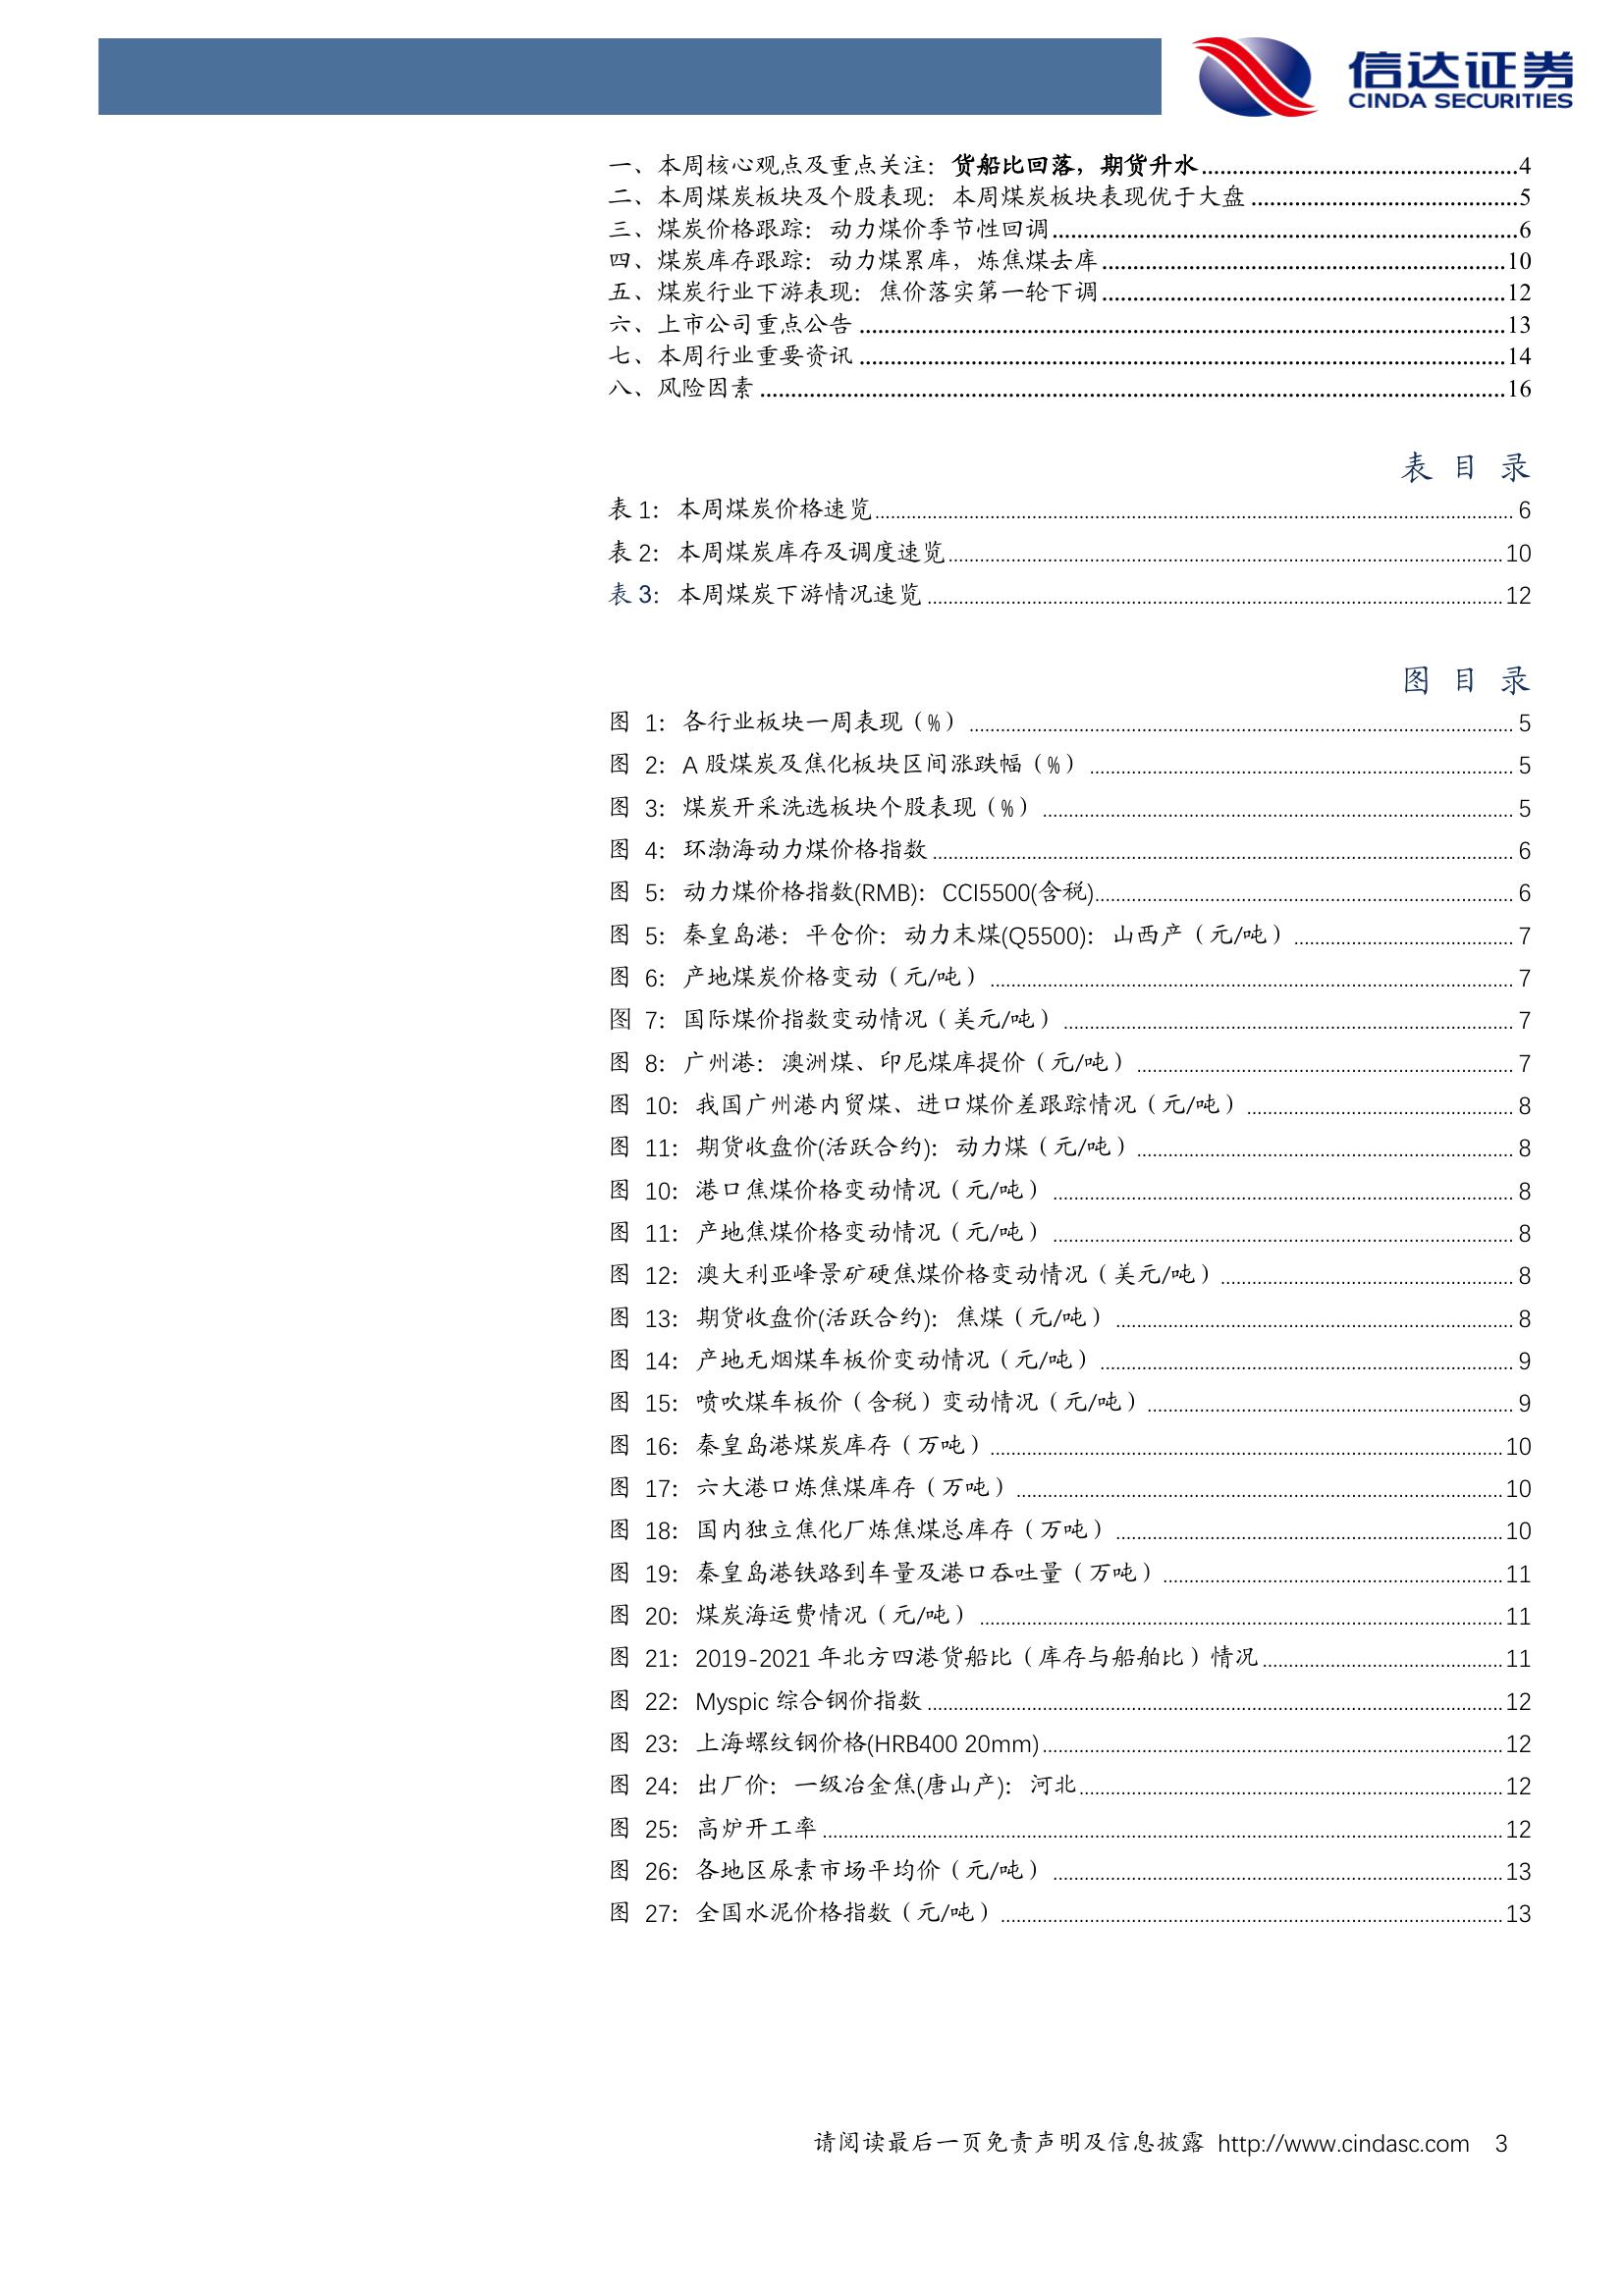 信达证券
CINDA SECURITIES
一、本周核心观点及重点关注：货船比回落，期货升水........................4
二、本周煤炭板块及个股表现：本周煤炭板块表现优于大盘........................5
三、煤炭价格跟踪：动力煤价季节性回调........................6
四、煤炭库存跟踪：动力煤累库，炼焦煤去库........................10
五、煤炭行业下游表现：焦价落实第一轮下调........................12
六、上市公司重点公告........................13
七、本周行业重要资讯........................14
八、风险因素........................16
表 目 录
表 1：本周煤炭价格速览........................6
表 2：本周煤炭库存及调度速览........................10
表 3：本周煤炭下游情况速览........................12
图 目 录
图 1：各行业板块一周表现（%）........................5
图 2：A 股煤炭及焦化板块区间涨跌幅（%）........................5
图 3：煤炭开采洗选板块个股表现（%）........................5
图 4：环渤海动力煤价格指数........................6
图 5：动力煤价格指数(RMB)：CCI5500(含税)........................6
图 5：秦皇岛港：平仓价：动力末煤(Q5500)：山西产（元/吨）........................7
图 6：产地煤炭价格变动（元/吨）........................7
图 7：国际煤价指数变动情况（美元/吨）........................7
图 8：广州港：澳洲煤、印尼煤库提价（元/吨）........................7
图 10：我国广州港内贸煤、进口煤价差跟踪情况（元/吨）........................8
图 11：期货收盘价(活跃合约)：动力煤（元/吨）........................8
图 10：港口焦煤价格变动情况（元/吨）........................8
图 11：产地焦煤价格变动情况（元/吨）........................8
图 12：澳大利亚峰景矿硬焦煤价格变动情况（美元/吨）........................8
图 13：期货收盘价(活跃合约)：焦煤（元/吨）........................8
图 14：产地无烟煤车板价变动情况（元/吨）........................9
图 15：喷吹煤车板价（含税）变动情况（元/吨）........................9
图 16：秦皇岛港煤炭库存（万吨）........................10
图 17：六大港口炼焦煤库存（万吨）........................10
图 18：国内独立焦化厂炼焦煤总库存（万吨）........................10
图 19：秦皇岛港铁路到车量及港口吞吐量（万吨）........................11
图 20：煤炭海运费情况（元/吨）........................11
图 21：2019-2021 年北方四港货船比（库存与船舶比）情况........................11
图 22：Myspic 综合钢价指数........................12
图 23：上海螺纹钢价格(HRB400 20mm)........................12
图 24：出厂价：一级冶金焦(唐山产)：河北........................12
图 25：高炉开工率........................12
图 26：各地区尿素市场平均价（元/吨）........................13
图 27：全国水泥价格指数（元/吨）........................13
请阅读最后一页免责声明及信息披露 http://www.cindasc.com 3